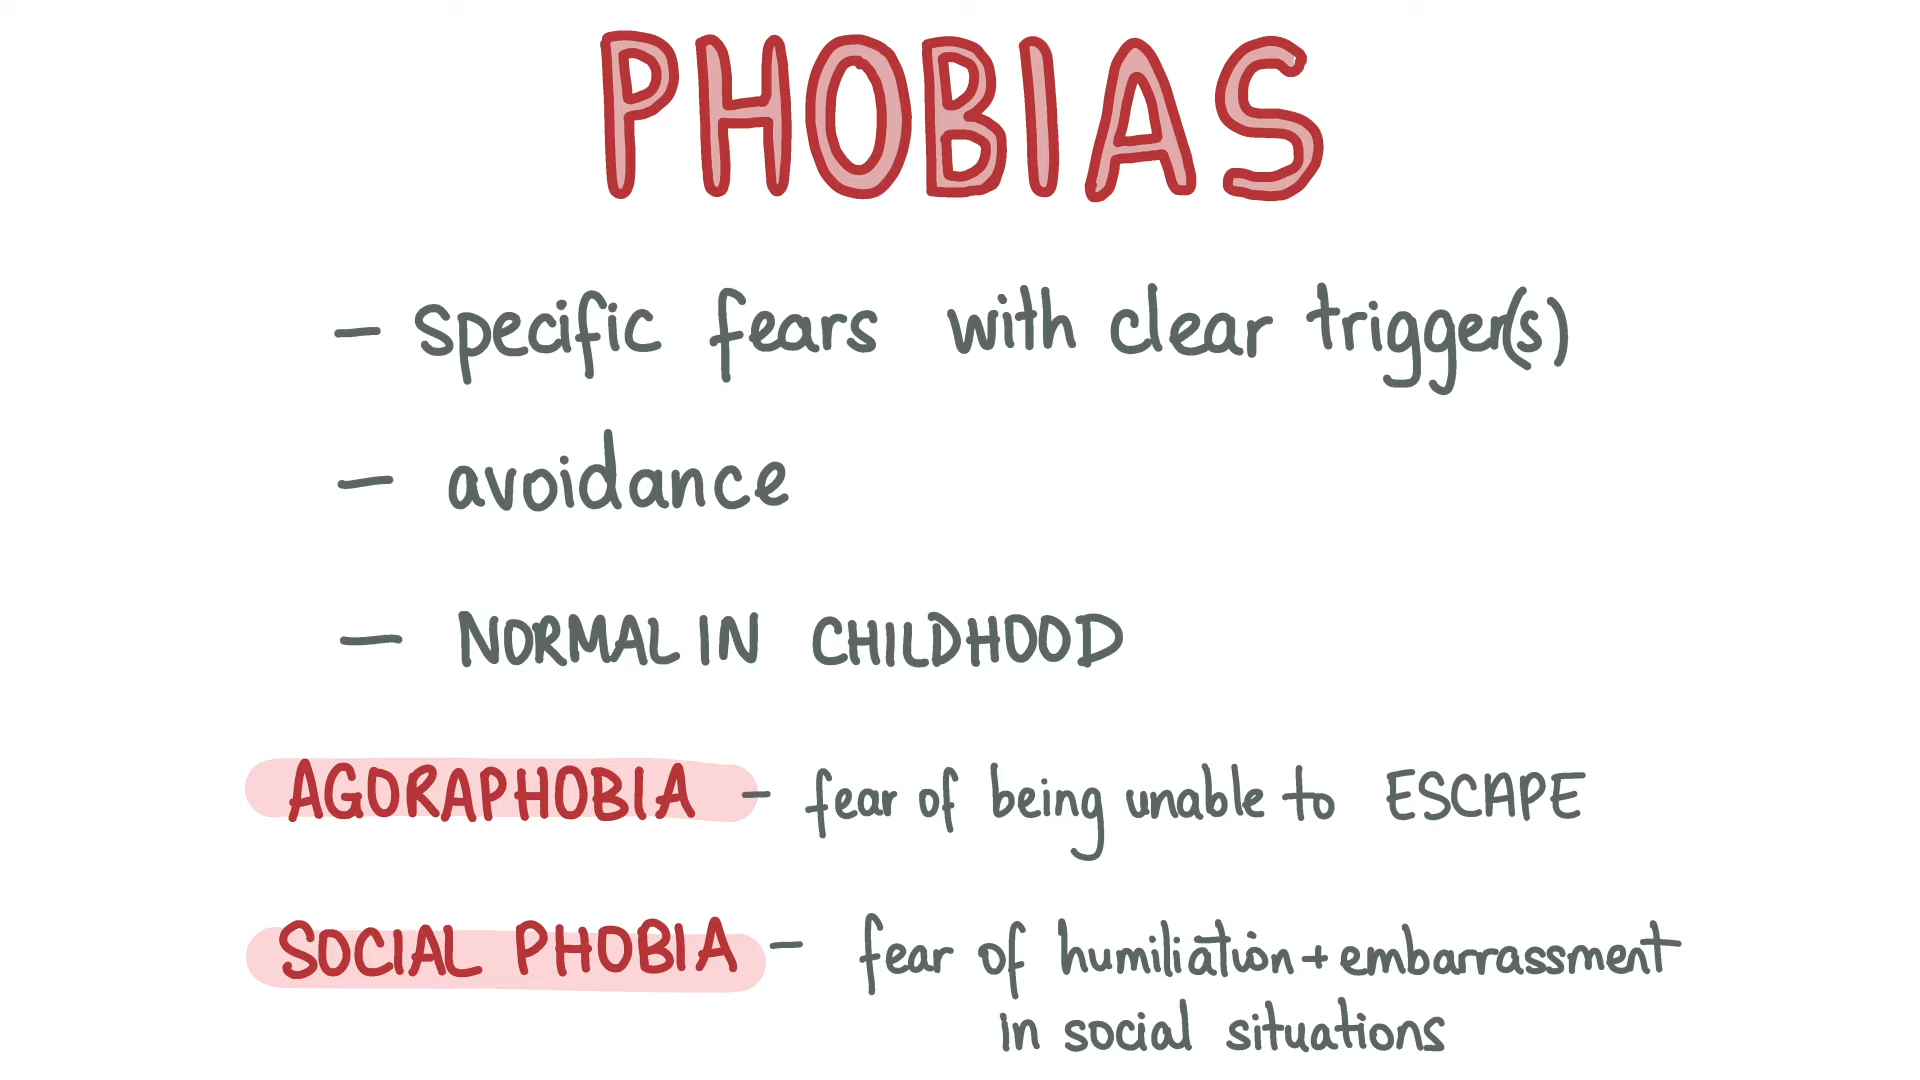 PHOBIAS
- specific fears with clear trigger(s)
- avoidance
- NORMAL IN CHILDHOOD
AGORAPHOBIA - fear of being unable to ESCAPE
SOCIAL PHOBIA - fear of humiliation + embarrassment
in social situations